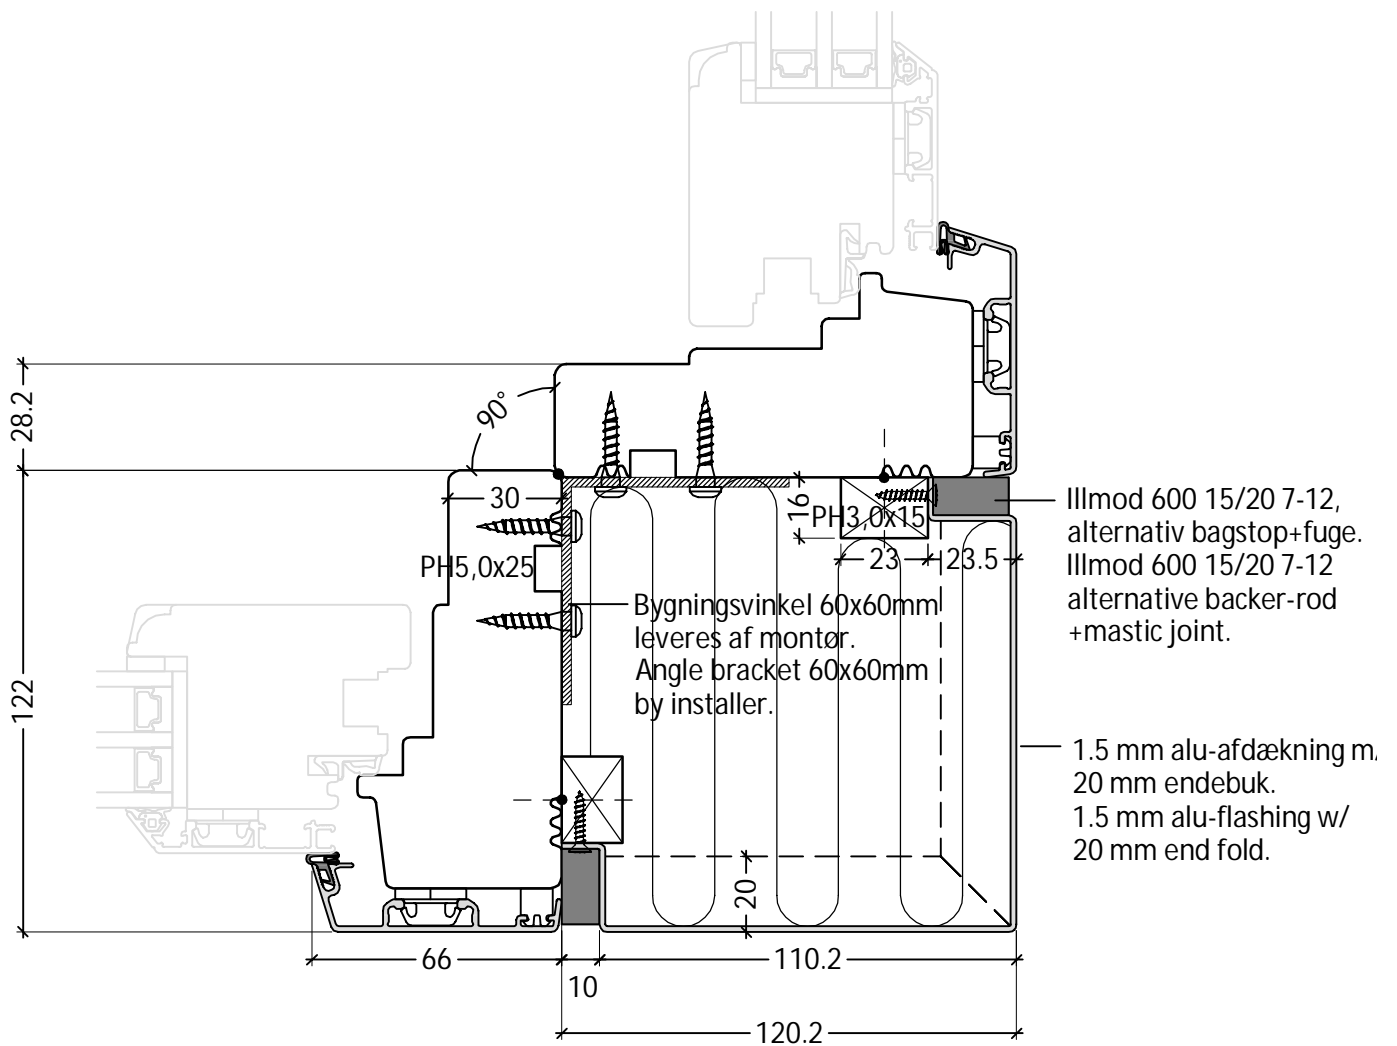 28.2
90°
30
16
PH3,0x15
Illmod 600 15/20 7-12,
alternativ bagstop+fuge.
Illmod 600 15/20 7-12
alternative backer-rod
+mastic joint.
23
23.5
PH5,0x25
Bygningsvinkel 60x60mm
leveres af montør.
Angle bracket 60x60mm
by installer.
122
1.5 mm alu-afdækning m/
20 mm endebuk.
1.5 mm alu-flashing w/
20 mm end fold.
20
66
10
110.2
120.2